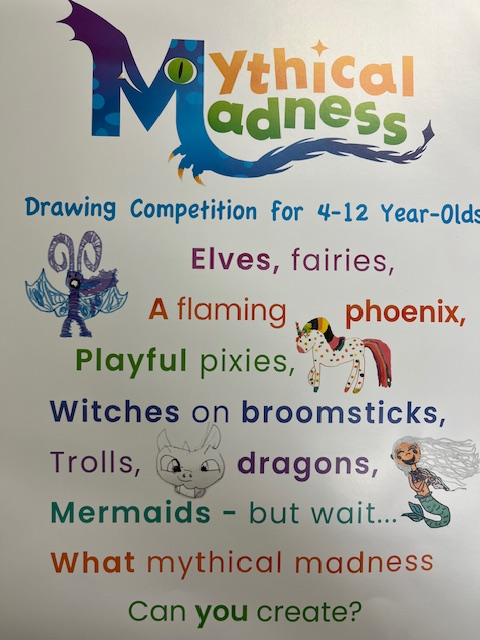 Mythical
Madness
Drawing Competition for 4-12 Year-Olds
Elves, fairies,
A flaming phoenix,
Playful pixies,
Witches on broomsticks,
Trolls, dragons,
Mermaids - but wait...
What mythical madness
Can you create?